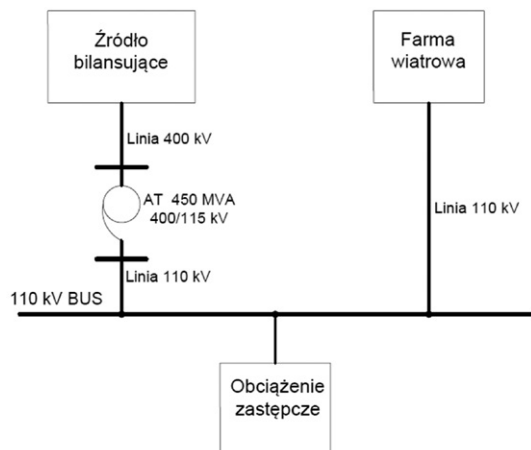 Źródło
bilansujące
Farma
wiatrowa
Linia 400 kV
AT 450 MVA
400/115 kV
Linia 110 kV
Linia 110 kV
110 kV BUS
Obciążenie
zastępcze